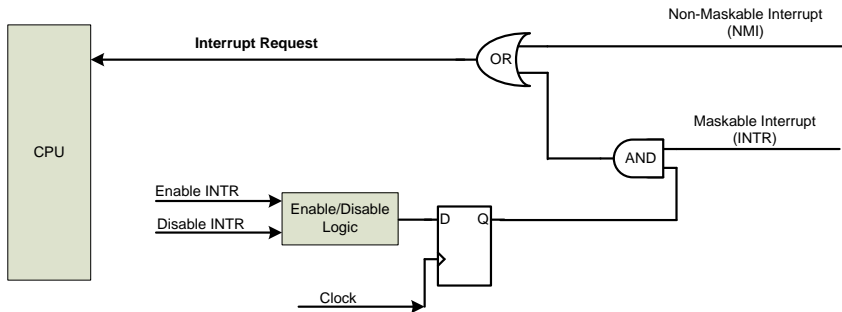 Non-Maskable Interrupt
(NMI)
Interrupt Request
OR
Maskable Interrupt
(INTR)
AND
CPU
Enable INTR
Enable/Disable
Logic
Disable INTR
D Q
Clock